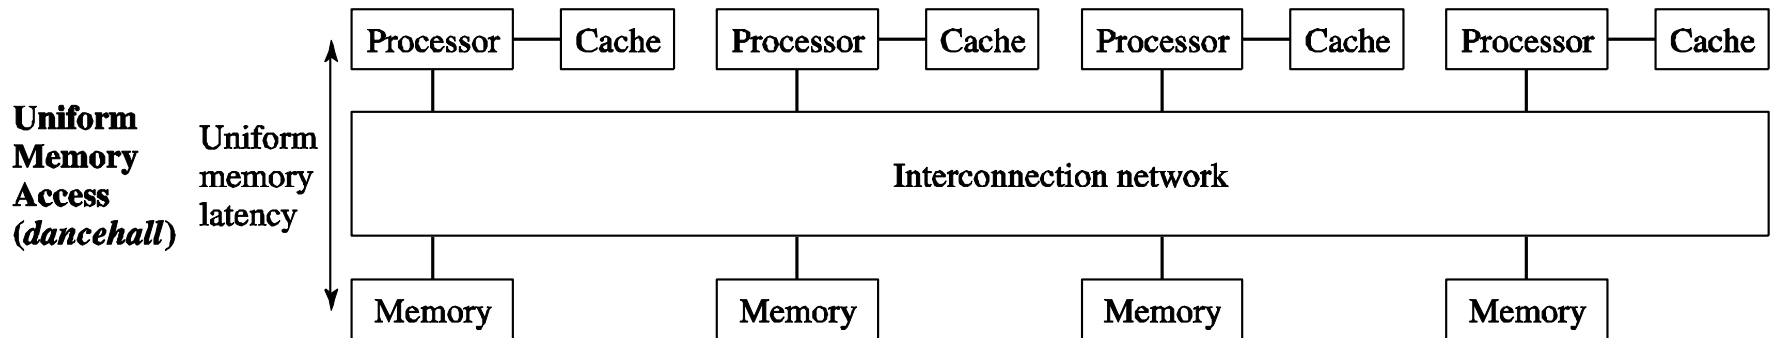 Processor Cache Processor Cache Processor Cache Processor Cache
Uniform
Memory
Access
(dancehall)
Uniform
memory
latency
Interconnection network
Memory Memory Memory Memory